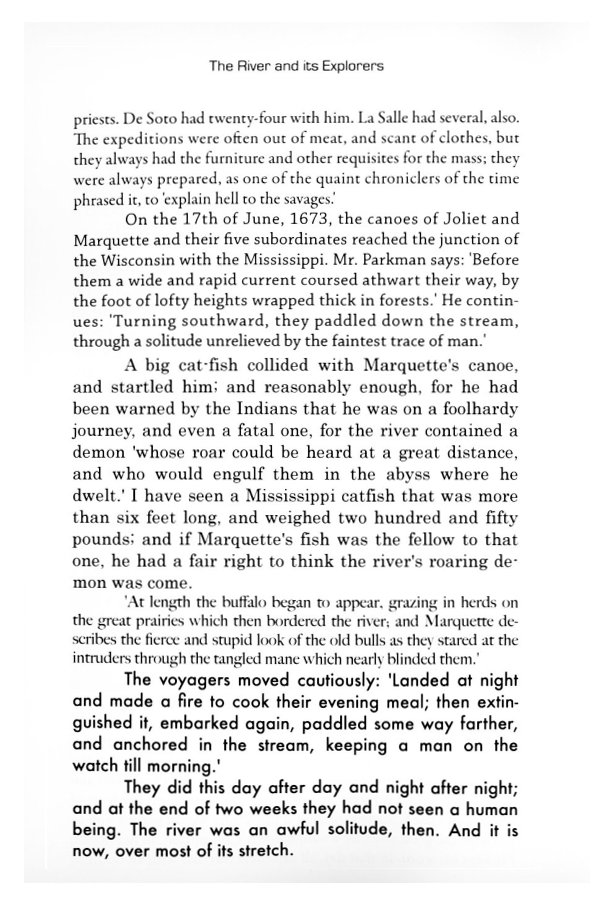 The River and its Explorers
priests. De Soto had twenty-four with him. La Salle had several, also.
The expeditions were often out of meat, and scant of clothes, but
they always had the furniture and other requisites for the mass; they
were always prepared, as one of the quaint chroniclers of the time
phrased it, to 'explain hell to the savages.'
On the 17th of June, 1673, the canoes of Joliet and
Marquette and their five subordinates reached the junction of
the Wisconsin with the Mississippi. Mr. Parkman says: 'Before
them a wide and rapid current coursed athwart their way, by
the foot of lofty heights wrapped thick in forests.' He contin-
ues: 'Turning southward, they paddled down the stream,
through a solitude unrelieved by the faintest trace of man.'
A big cat-fish collided with Marquette's canoe,
and startled him; and reasonably enough, for he had
been warned by the Indians that he was on a foolhardy
journey, and even a fatal one, for the river contained a
demon 'whose roar could be heard at a great distance,
and who would engulf them in the abyss where he
dwelt.' I have seen a Mississippi catfish that was more
than six feet long, and weighed two hundred and fifty
pounds; and if Marquette's fish was the fellow to that
one, he had a fair right to think the river's roaring de-
mon was come.
'At length the buffalo began to appear, grazing in herds on
the great prairies which then bordered the river; and Marquette de-
scribes the fierce and stupid look of the old bulls as they stared at the
intruders through the tangled mane which nearly blinded them.'
The voyagers moved cautiously: 'Landed at night
and made a fire to cook their evening meal; then extin-
guished it, embarked again, paddled some way farther,
and anchored in the stream, keeping a man on the
watch till morning.'
They did this day after day and night after night;
and at the end of two weeks they had not seen a human
being. The river was an awful solitude, then. And it is
now, over most of its stretch.